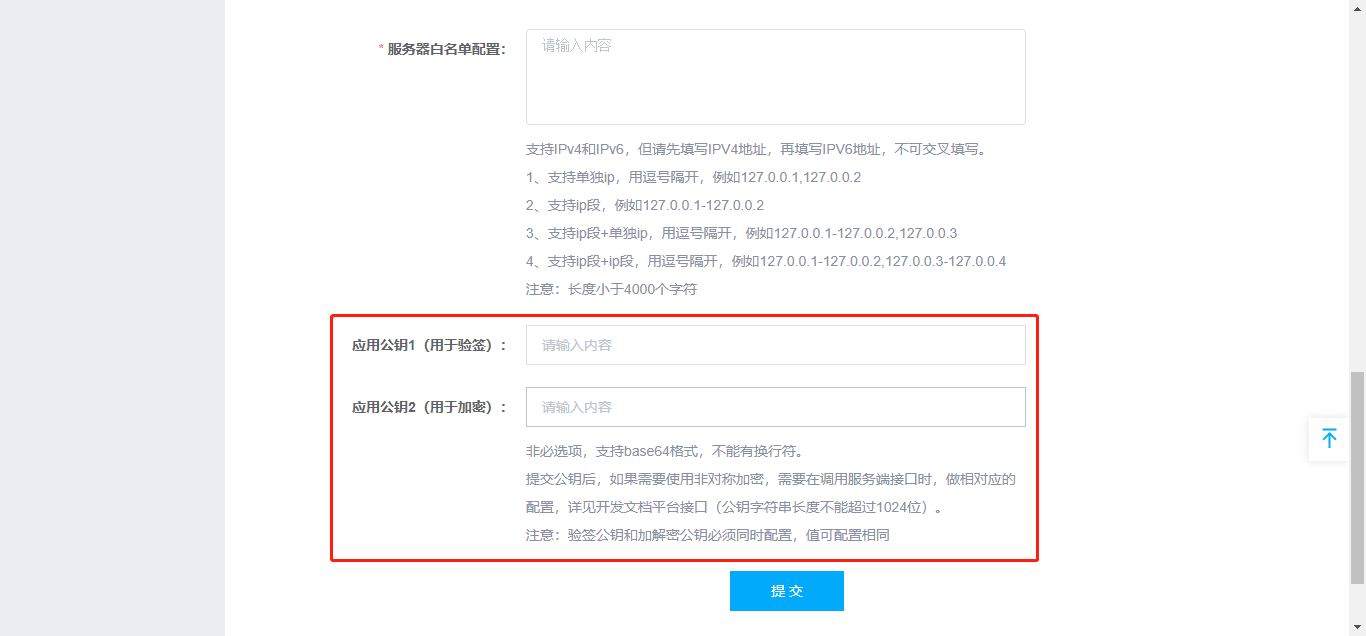 * 服务器白名单配置：
请输入内容
支持IPv4和IPv6，但请先填写IPV4地址，再填写IPV6地址，不可交叉填写。
1、支持单独ip，用逗号隔开，例如127.0.0.1,127.0.0.2
2、支持ip段，例如127.0.0.1-127.0.0.2
3、支持ip段+单独ip，用逗号隔开，例如127.0.0.1-127.0.0.2,127.0.0.3
4、支持ip段+ip段，用逗号隔开，例如127.0.0.1-127.0.0.2,127.0.0.3-127.0.0.4
注意：长度小于4000个字符
应用公钥1（用于验签）：
请输入内容
应用公钥2（用于加密）：
请输入内容
非必选项，支持base64格式，不能有换行符。
提交公钥后，如果需要使用非对称加密，需要在调用服务端接口时，做相对应的
配置，详见开发文档平台接口（公钥字符串长度不能超过1024位）。
注意：验签公钥和加解密公钥必须同时配置，值可配置相同
提 交